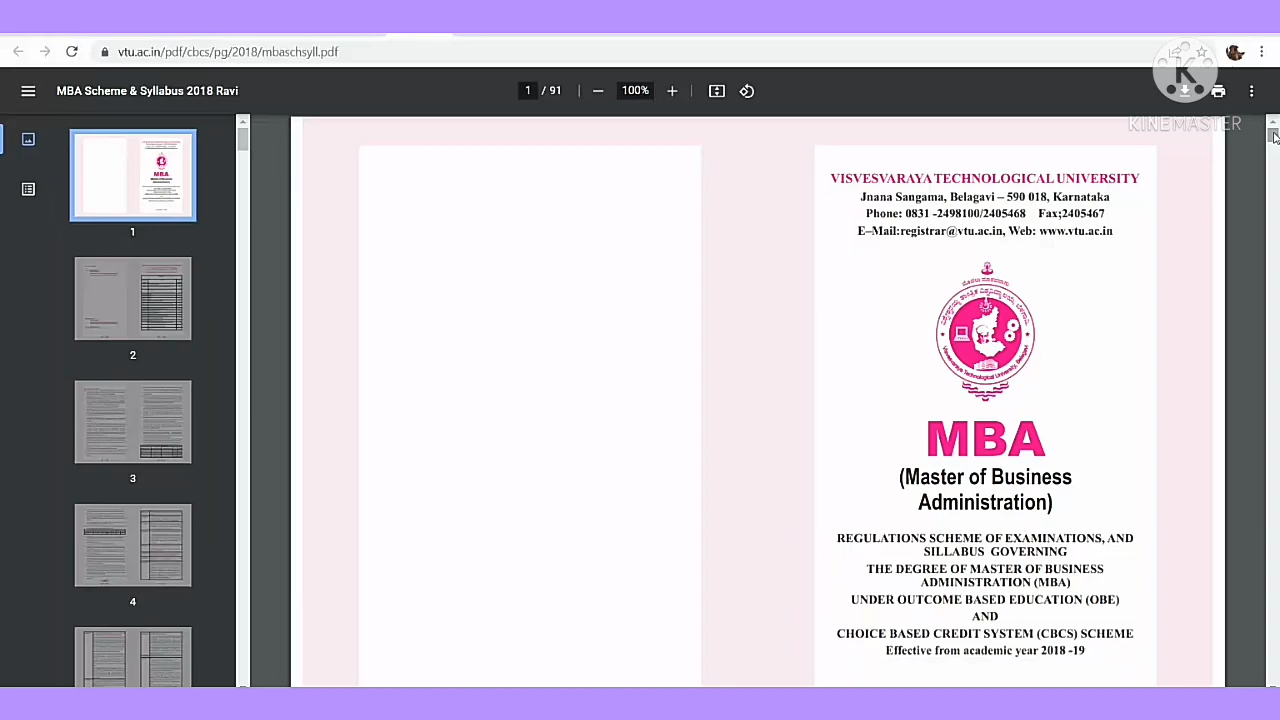 vtu.ac.in/pdf/cbcs/pg/2018/mbaschsyll.pdf
MBA Scheme & Syllabus 2018 Ravi
1 / 91
100%
K
KINEMASTER
1
2
3
4
VISVESVARAYA TECHNOLOGICAL UNIVERSITY
Jnana Sangama, Belagavi – 590 018, Karnataka
Phone: 0831 -2498100/2405468 Fax;2405467
E–Mail:registrar@vtu.ac.in, Web: www.vtu.ac.in
Visvesvaraya Technological University, Belagavi
MBA
(Master of Business
Administration)
REGULATIONS SCHEME OF EXAMINATIONS, AND
SILLABUS GOVERNING
THE DEGREE OF MASTER OF BUSINESS
ADMINISTRATION (MBA)
UNDER OUTCOME BASED EDUCATION (OBE)
AND
CHOICE BASED CREDIT SYSTEM (CBCS) SCHEME
Effective from academic year 2018 -19